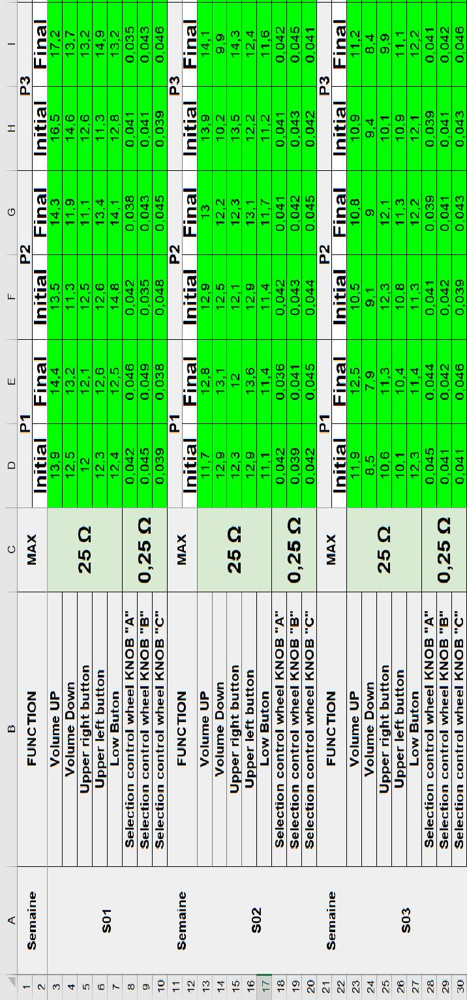 A B C D E F G H I
1 Semaine FUNCTION MAX P1 P2 P3
2 Initial Final Initial Final Initial Final
3 S01 Volume UP 25 Ω 13,9 14,4 13,5 14,3 16,5 17,2
4 Volume Down 12,5 13,2 11,3 11,9 14,6 13,7
5 Upper right button 12 12,1 12,5 11,1 12,6 13,2
6 Upper left button 12,3 12,6 12,6 13,4 11,3 14,9
7 Low Buton 12,4 12,5 14,8 14,1 12,8 13,2
8 Selection control wheel KNOB "A" 0,25 Ω 0,042 0,046 0,042 0,038 0,041 0,035
9 Selection control wheel KNOB "B" 0,045 0,049 0,035 0,043 0,041 0,043
10 Selection control wheel KNOB "C" 0,039 0,038 0,048 0,045 0,039 0,046
11 Semaine FUNCTION MAX P1 P2 P3
12 Initial Final Initial Final Initial Final
13 S02 Volume UP 25 Ω 11,7 12,8 12,9 13 13,9 14,1
14 Volume Down 12,9 13,1 12,5 12,2 10,2 9,9
15 Upper right button 12,3 12 12,1 12,3 13,5 14,3
16 Upper left button 12,9 13,6 12,9 13,1 12,2 12,4
17 Low Buton 11,1 11,4 11,4 11,7 11,2 11,6
18 Selection control wheel KNOB "A" 0,25 Ω 0,042 0,036 0,042 0,041 0,041 0,042
19 Selection control wheel KNOB "B" 0,039 0,041 0,043 0,042 0,043 0,045
20 Selection control wheel KNOB "C" 0,042 0,045 0,044 0,045 0,042 0,041
21 Semaine FUNCTION MAX P1 P2 P3
22 Initial Final Initial Final Initial Final
23 S03 Volume UP 25 Ω 11,9 12,5 10,5 10,8 10,9 11,2
24 Volume Down 8,5 7,9 9,1 9 9,4 8,4
25 Upper right button 10,6 11,3 12,3 12,1 10,1 9,9
26 Upper left button 10,1 10,4 10,8 11,3 10,9 11,1
27 Low Buton 12,3 11,4 11,3 12,2 12,1 12,2
28 Selection control wheel KNOB "A" 0,25 Ω 0,045 0,044 0,041 0,039 0,039 0,041
29 Selection control wheel KNOB "B" 0,041 0,042 0,042 0,041 0,041 0,042
30 Selection control wheel KNOB "C" 0,041 0,046 0,039 0,043 0,043 0,046